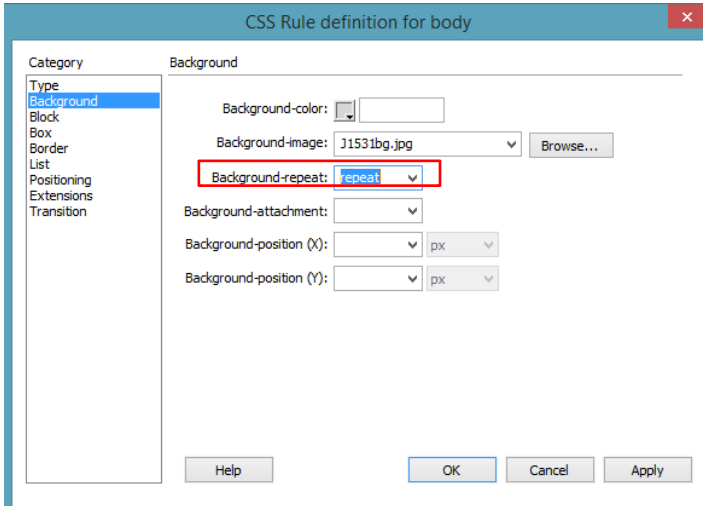 CSS Rule definition for body
Category
Background
Type
Background
Block
Box
Border
List
Positioning
Extensions
Transition
Background-color:
Background-image: J1531bg.jpg Browse...
Background-repeat: repeat
Background-attachment:
Background-position (X): px
Background-position (Y): px
Help OK Cancel Apply